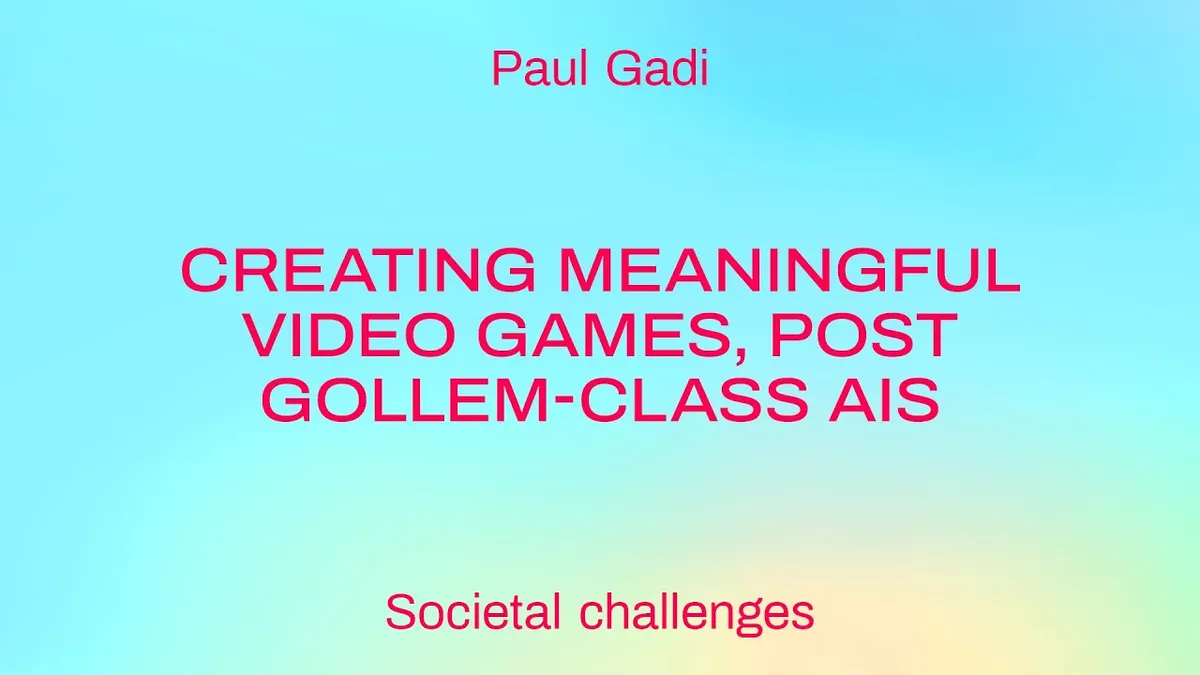 Paul Gadi
CREATING MEANINGFUL
VIDEO GAMES, POST
GOLLEM-CLASS AIS
Societal challenges